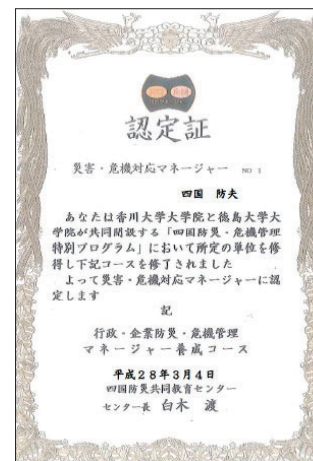 認定証
災害・危機対応マネージャー NO 1
四国 防夫
あなたは香川大学大学院と徳島大学大
学院が共同開設する「四国防災・危機管理
特別プログラム」において所定の単位を修
得し下記コースを修了されました
よって災害・危機対応マネージャーに認
定します
記
行政・企業防災・危機管理
マネージャー養成コース
平成28年3月4日
四国防災共同教育センター
センター長 白木 渡